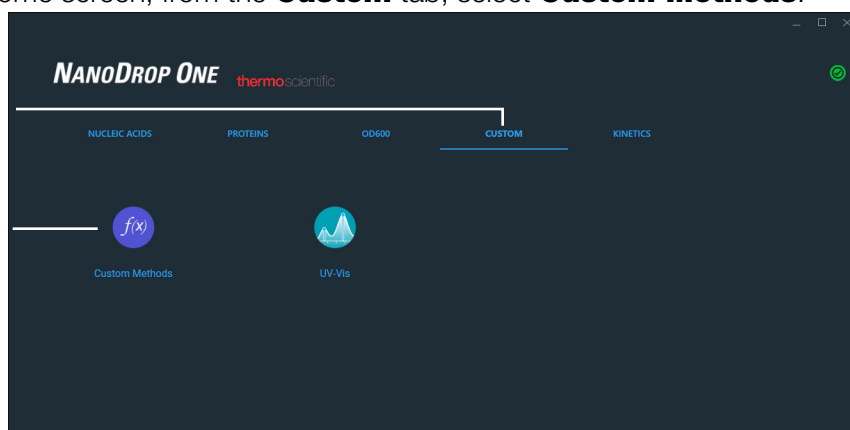 screen, from the Custom tab, select Custom Methods.
NANODROP ONE thermoscientific
NUCLEIC ACIDS PROTEINS OD600 CUSTOM KINETICS
f(x)
Custom Methods UV-Vis